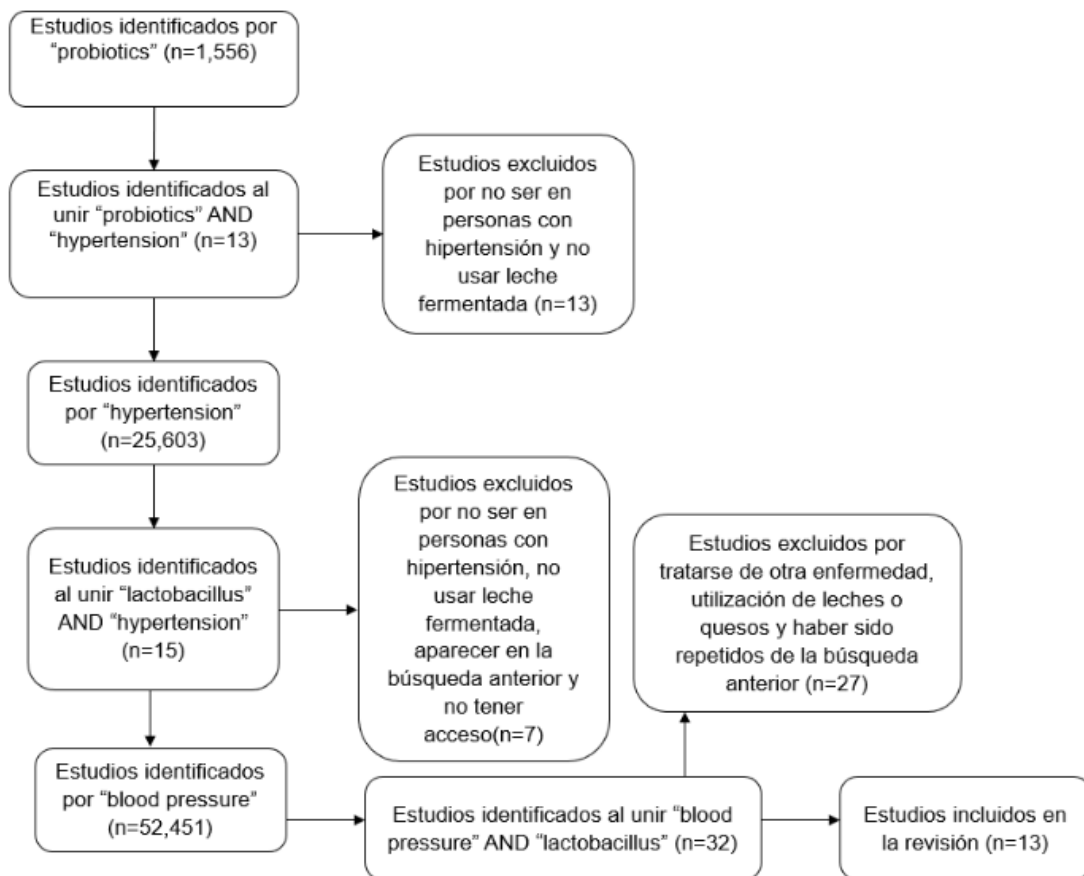 Estudios identificados por
“probiotics” (n=1,556)
Estudios identificados al
unir “probiotics” AND
“hypertension” (n=13)
Estudios excluidos
por no ser en
personas con
hipertensión y no
usar leche
fermentada (n=13)
Estudios identificados
por “hypertension”
(n=25,603)
Estudios identificados
al unir “lactobacillus”
AND “hypertension”
(n=15)
Estudios excluidos
por no ser en
personas con
hipertensión, no
usar leche
fermentada,
aparecer en la
búsqueda anterior y
no tener
acceso(n=7)
Estudios identificados
por “blood pressure”
(n=52,451)
Estudios identificados al unir “blood
pressure” AND “lactobacillus” (n=32)
Estudios excluidos por
tratarse de otra enfermedad,
utilización de leches o
quesos y haber sido
repetidos de la búsqueda
anterior (n=27)
Estudios incluidos en
la revisión (n=13)